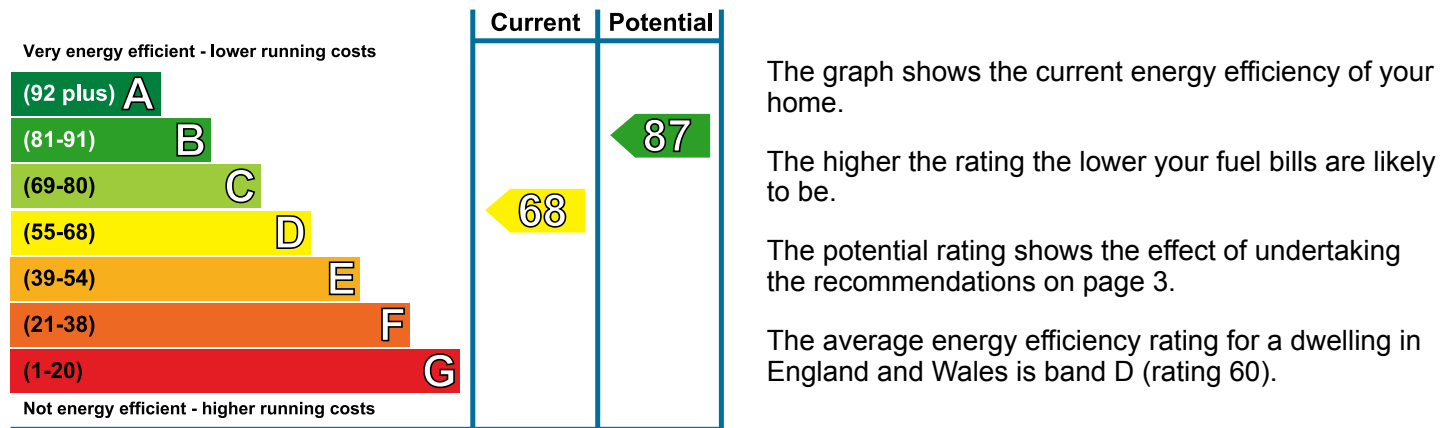 Current Potential
Very energy efficient - lower running costs
(92 plus) A
(81-91) B
87
(69-80) C
68
(55-68) D
(39-54) E
(21-38) F
(1-20) G
Not energy efficient - higher running costs
The graph shows the current energy efficiency of your
home.
The higher the rating the lower your fuel bills are likely
to be.
The potential rating shows the effect of undertaking
the recommendations on page 3.
The average energy efficiency rating for a dwelling in
England and Wales is band D (rating 60).